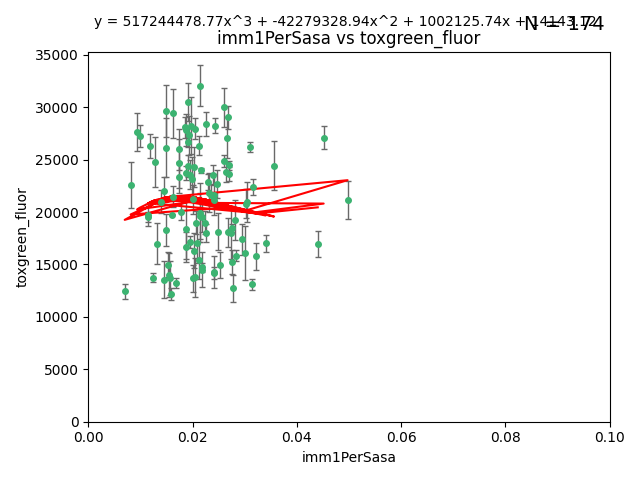 y = 517244478.77x^3 + -42279328.94x^2 + 1002125.74x + 14143.12
N = 174
imm1PerSasa vs toxgreen_fluor
35000
30000
25000
20000
15000
10000
5000
0
toxgreen_fluor
0.00 0.02 0.04 0.06 0.08 0.10
imm1PerSasa